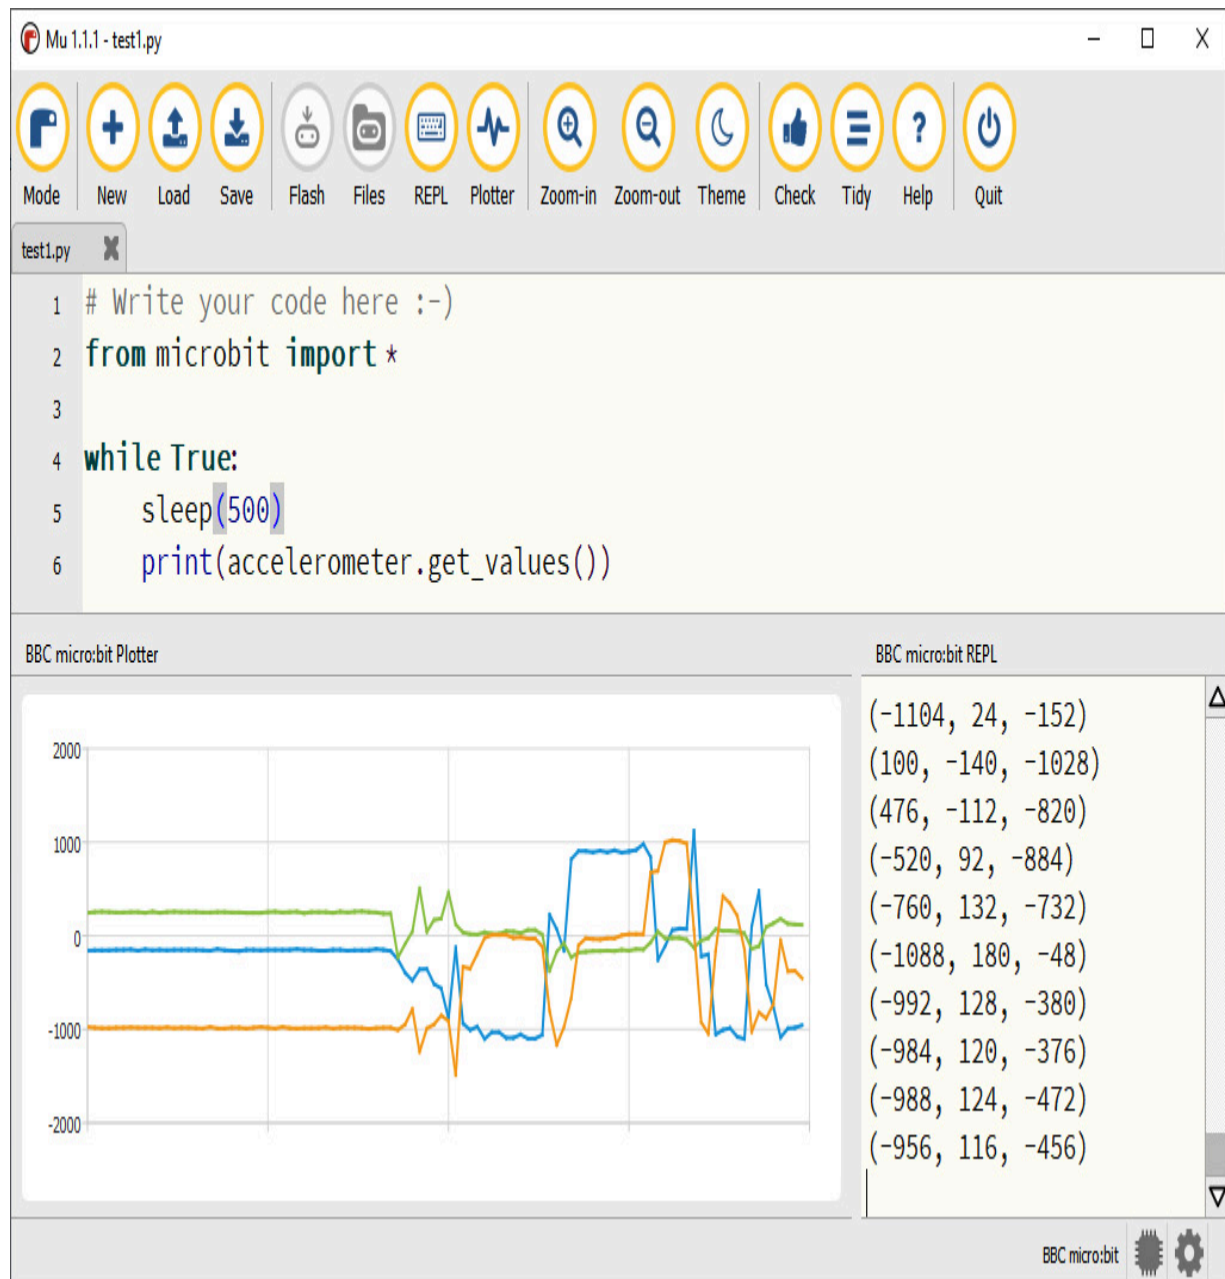 Mu 1.1.1 - test1.py
Mode New Load Save Flash Files REPL Plotter Zoom-in Zoom-out Theme Check Tidy Help Quit
test1.py
1 # Write your code here :-)
2 from microbit import *
3
4 while True:
5     sleep(500)
6     print(accelerometer.get_values())
BBC micro:bit Plotter
2000
1000
0
-1000
-2000
BBC micro:bit REPL
(-1104, 24, -152)
(100, -140, -1028)
(476, -112, -820)
(-520, 92, -884)
(-760, 132, -732)
(-1088, 180, -48)
(-992, 128, -380)
(-984, 120, -376)
(-988, 124, -472)
(-956, 116, -456)
BBC micro:bit